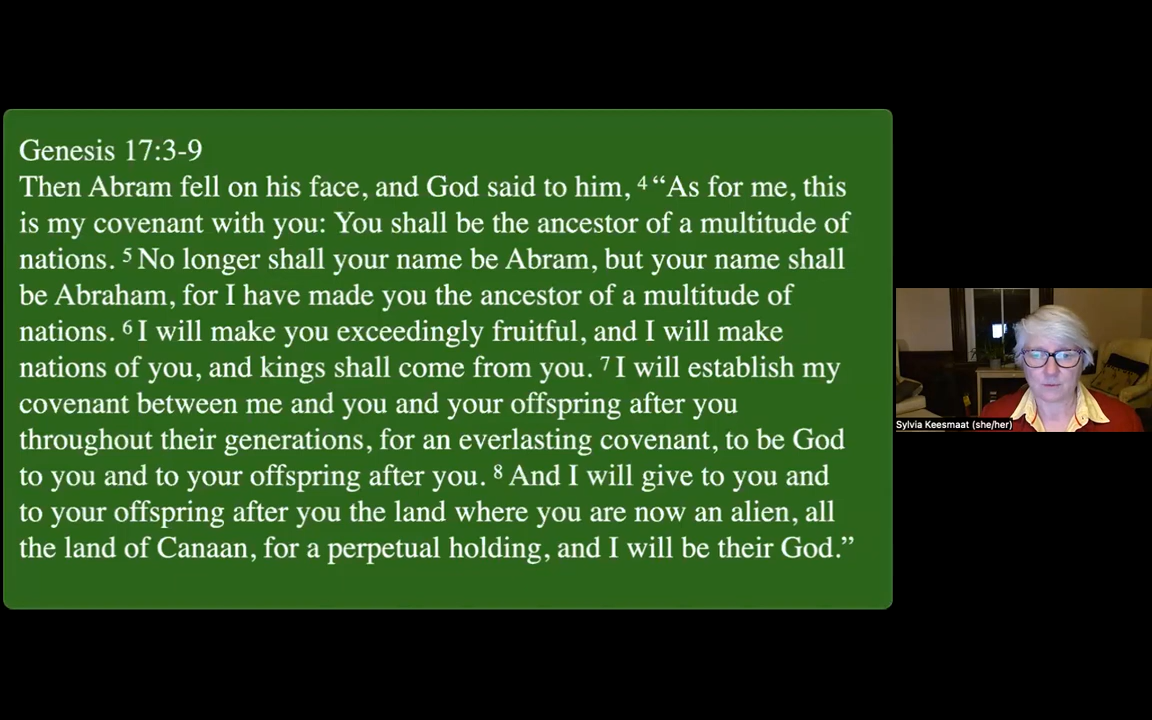 Genesis 17:3-9
Then Abram fell on his face, and God said to him, 4 “As for me, this
is my covenant with you: You shall be the ancestor of a multitude of
nations. 5 No longer shall your name be Abram, but your name shall
be Abraham, for I have made you the ancestor of a multitude of
nations. 6 I will make you exceedingly fruitful, and I will make
nations of you, and kings shall come from you. 7 I will establish my
covenant between me and you and your offspring after you
throughout their generations, for an everlasting covenant, to be God
to you and to your offspring after you. 8 And I will give to you and
to your offspring after you the land where you are now an alien, all
the land of Canaan, for a perpetual holding, and I will be their God.”
Sylvia Keesmaat (she/her)